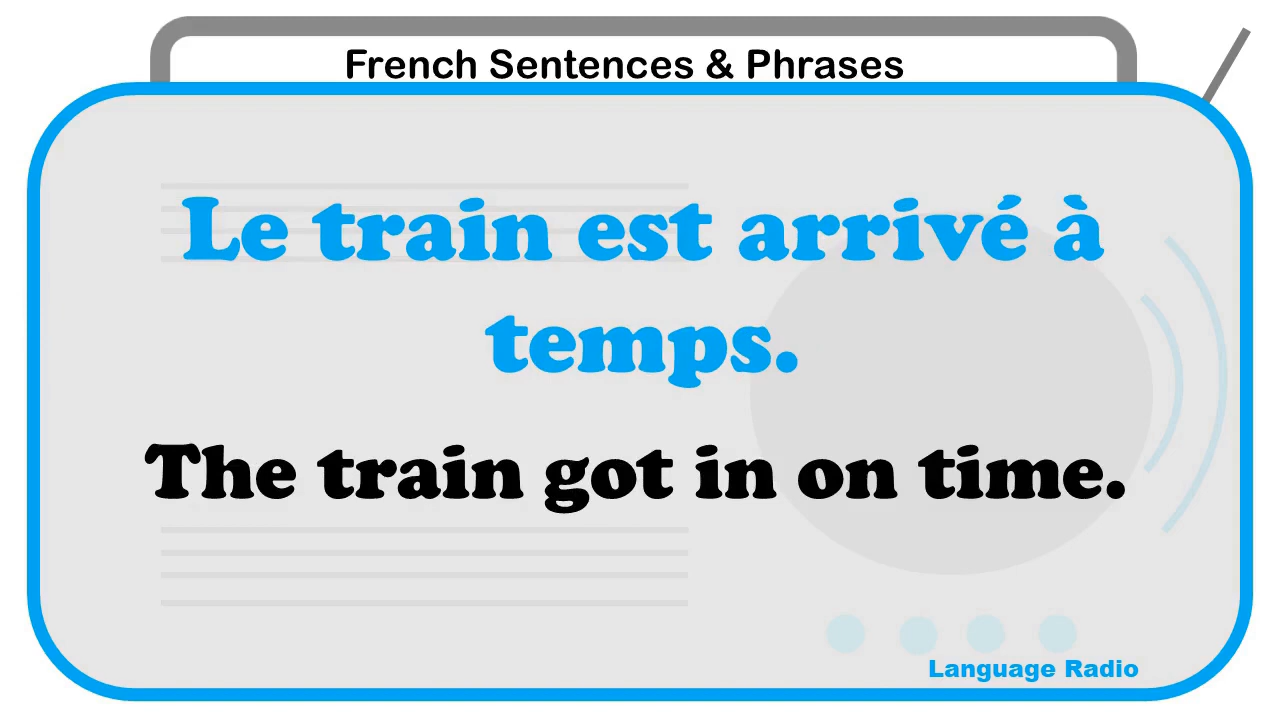 French Sentences & Phrases
Le train est arrivé à
temps.
The train got in on time.
Language Radio